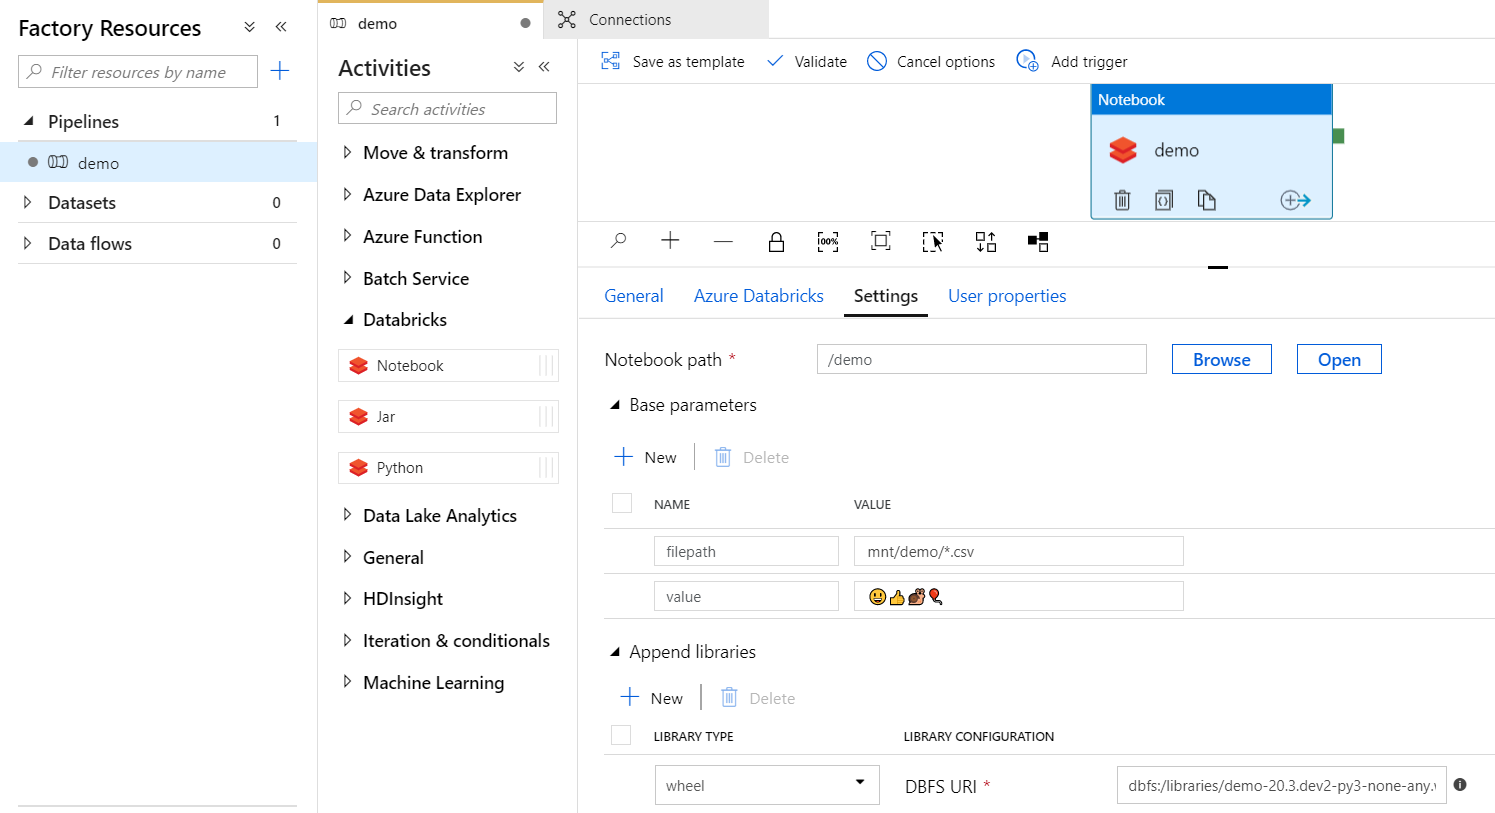 Factory Resources
Filter resources by name
Pipelines 1
demo
Datasets 0
Data flows 0
demo
Connections
Activities
Search activities
Move & transform
Azure Data Explorer
Azure Function
Batch Service
Databricks
Notebook
Jar
Python
Data Lake Analytics
General
HDInsight
Iteration & conditionals
Machine Learning
Save as template Validate Cancel options Add trigger
Notebook
demo
100%
General Azure Databricks Settings User properties
Notebook path * /demo Browse Open
Base parameters
New Delete
NAME VALUE
filepath mnt/demo/*.csv
value 😀👍🐌🎈
Append libraries
New Delete
LIBRARY TYPE LIBRARY CONFIGURATION
wheel DBFS URI * dbfs:/libraries/demo-20.3.dev2-py3-none-any.